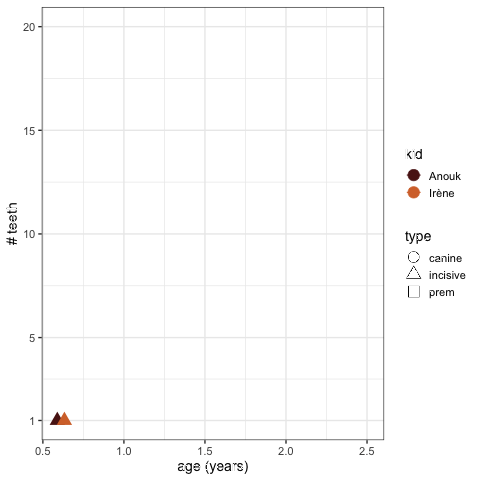 20
15
10
5
1
# teeth
0.5 1.0 1.5 2.0 2.5
age (years)
kid
Anouk
Irène
type
canine
incisive
prem